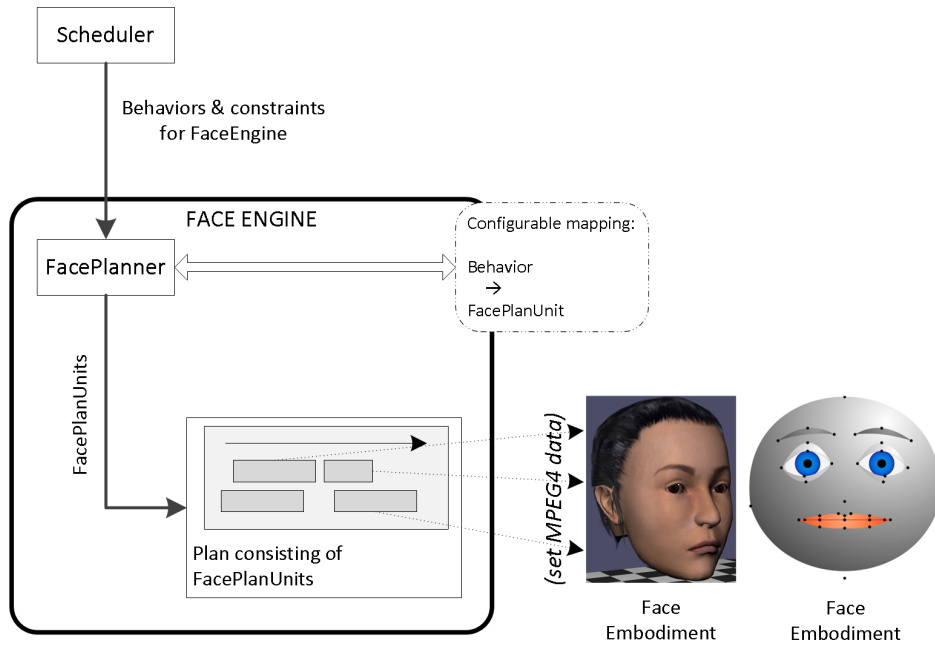 Scheduler
Behaviors & constraints
for FaceEngine
FACE ENGINE
Configurable mapping:
Behavior
→
FacePlanUnit
FacePlanner
FacePlanUnits
Plan consisting of
FacePlanUnits
(set MPEG4 data)
Face
Embodiment
Face
Embodiment